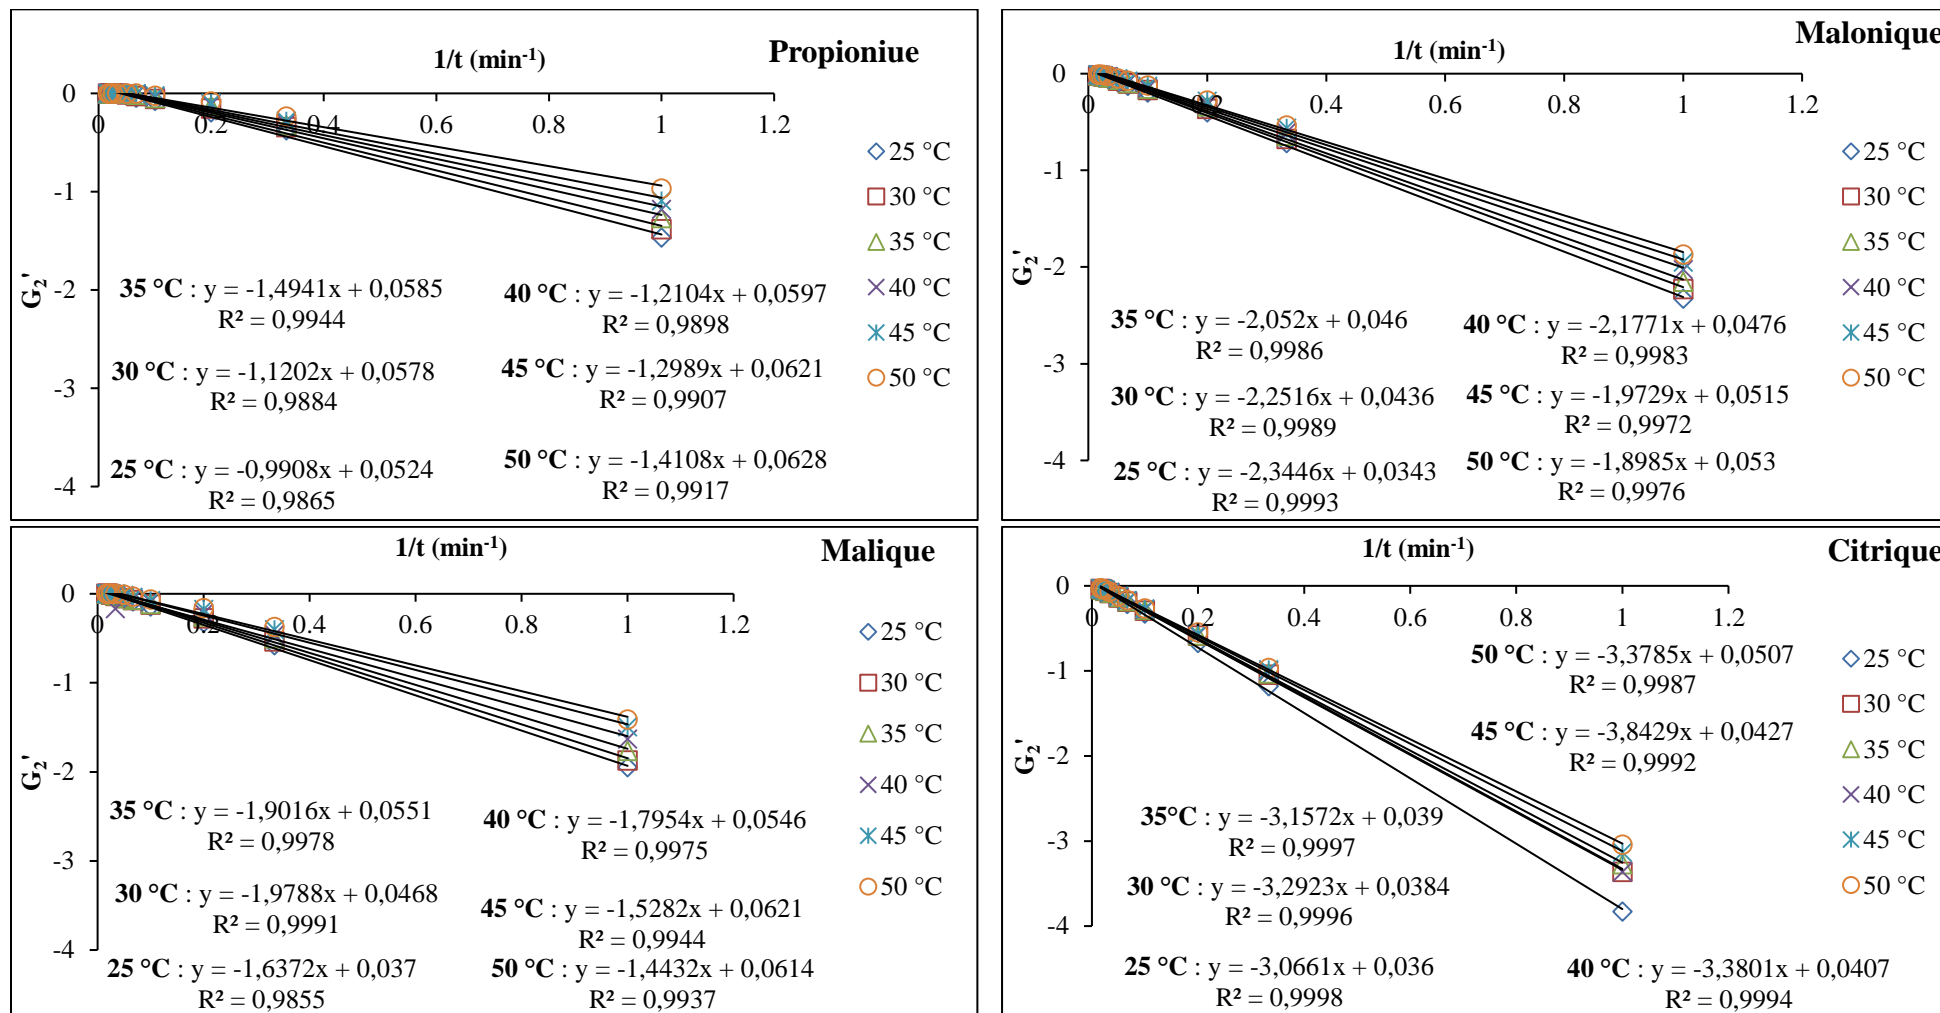 Propioniue
1/t (min⁻¹)
0
-1
-2
-3
-4
0 0.2 0.4 0.6 0.8 1 1.2
G₂'
25 °C
30 °C
35 °C
40 °C
45 °C
50 °C
35 °C : y = -1,4941x + 0,0585
R² = 0,9944
40 °C : y = -1,2104x + 0,0597
R² = 0,9898
30 °C : y = -1,1202x + 0,0578
R² = 0,9884
45 °C : y = -1,2989x + 0,0621
R² = 0,9907
25 °C : y = -0,9908x + 0,0524
R² = 0,9865
50 °C : y = -1,4108x + 0,0628
R² = 0,9917
Malonique
1/t (min⁻¹)
0
-1
-2
-3
-4
0 0.2 0.4 0.6 0.8 1 1.2
G₂'
25 °C
30 °C
35 °C
40 °C
45 °C
50 °C
35 °C : y = -2,052x + 0,046
R² = 0,9986
40 °C : y = -2,1771x + 0,0476
R² = 0,9983
30 °C : y = -2,2516x + 0,0436
R² = 0,9989
45 °C : y = -1,9729x + 0,0515
R² = 0,9972
25 °C : y = -2,3446x + 0,0343
R² = 0,9993
50 °C : y = -1,8985x + 0,053
R² = 0,9976
Malique
1/t (min⁻¹)
0
-1
-2
-3
-4
0 0.2 0.4 0.6 0.8 1 1.2
G₂'
25 °C
30 °C
35 °C
40 °C
45 °C
50 °C
35 °C : y = -1,9016x + 0,0551
R² = 0,9978
40 °C : y = -1,7954x + 0,0546
R² = 0,9975
30 °C : y = -1,9788x + 0,0468
R² = 0,9991
45 °C : y = -1,5282x + 0,0621
R² = 0,9944
25 °C : y = -1,6372x + 0,037
R² = 0,9855
50 °C : y = -1,4432x + 0,0614
R² = 0,9937
Citrique
1/t (min⁻¹)
0
-1
-2
-3
-4
0 0.2 0.4 0.6 0.8 1 1.2
G₂'
25 °C
30 °C
35 °C
40 °C
45 °C
50 °C
50 °C : y = -3,3785x + 0,0507
R² = 0,9987
45 °C : y = -3,8429x + 0,0427
R² = 0,9992
35°C : y = -3,1572x + 0,039
R² = 0,9997
30 °C : y = -3,2923x + 0,0384
R² = 0,9996
25 °C : y = -3,0661x + 0,036
R² = 0,9998
40 °C : y = -3,3801x + 0,0407
R² = 0,9994